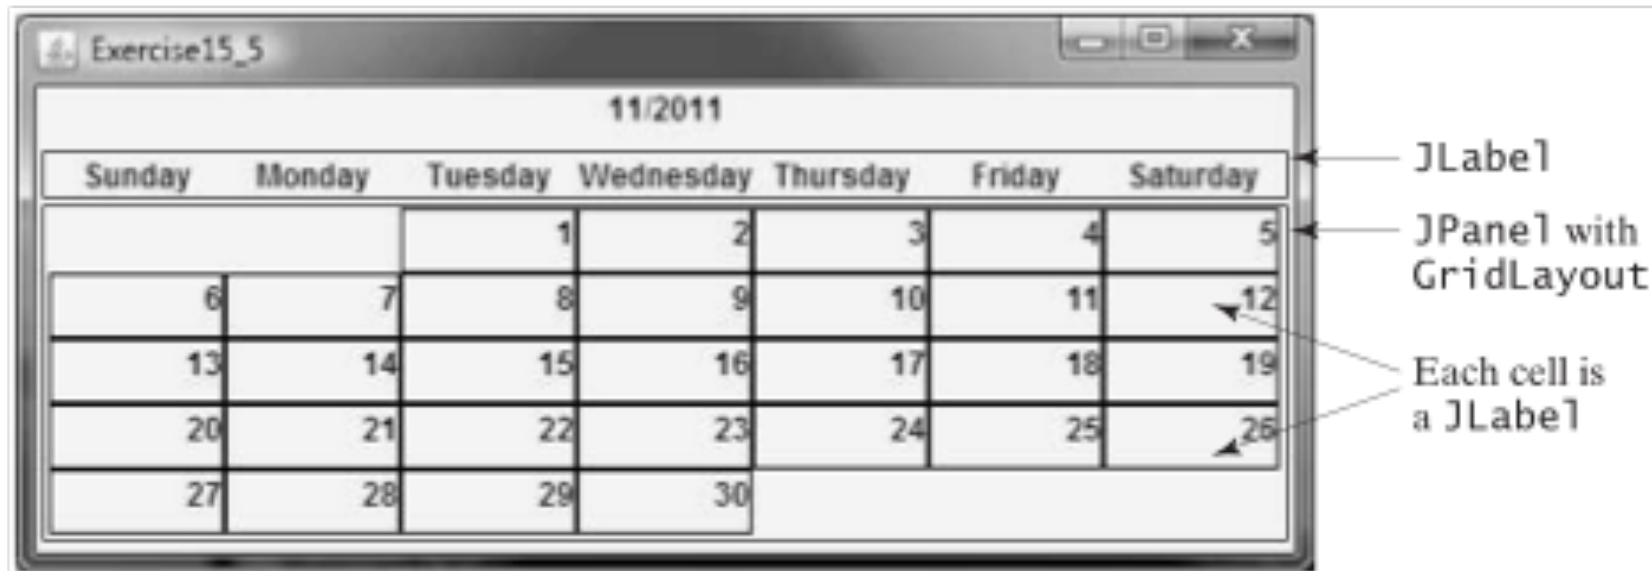 Exercise15_5
11/2011
Sunday Monday Tuesday Wednesday Thursday Friday Saturday
1 2 3 4 5
6 7 8 9 10 11 12
13 14 15 16 17 18 19
20 21 22 23 24 25 26
27 28 29 30
JLabel
JPanel with
GridLayout
Each cell is
a JLabel